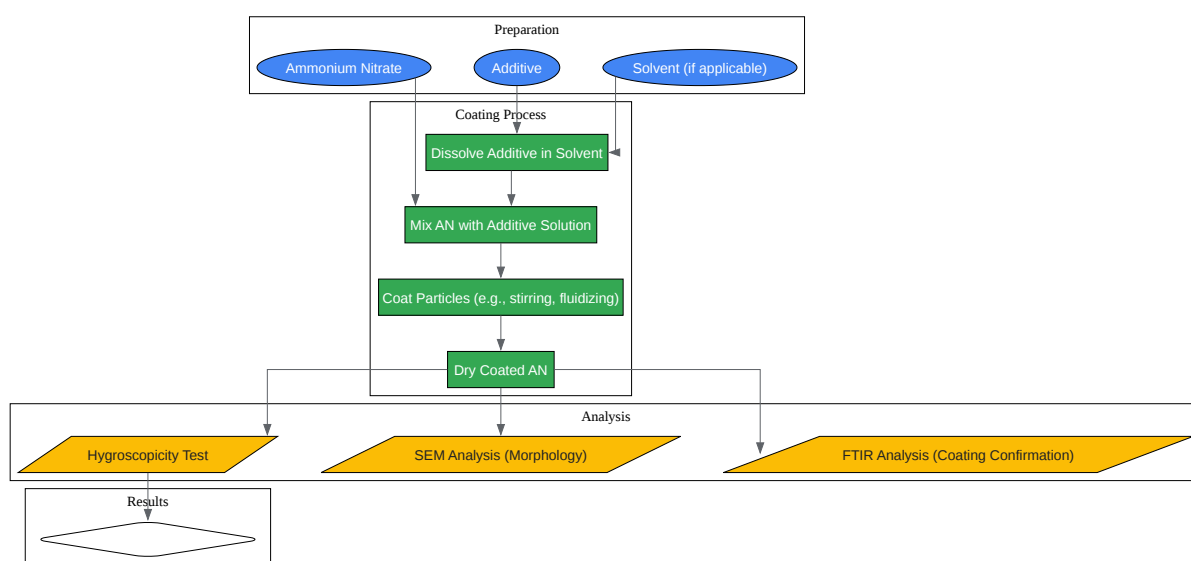 Preparation
Ammonium Nitrate
Additive
Solvent (if applicable)
Coating Process
Dissolve Additive in Solvent
Mix AN with Additive Solution
Coat Particles (e.g., stirring, fluidizing)
Dry Coated AN
Analysis
Hygroscopicity Test
SEM Analysis (Morphology)
FTIR Analysis (Coating Confirmation)
Results